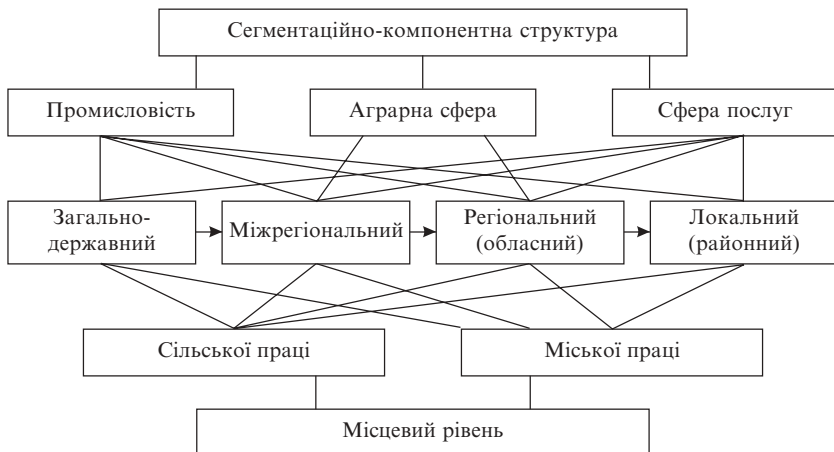 Сегментаційно-компонентна структура
Промисловість
Аграрна сфера
Сфера послуг
Загально-
державний
Міжрегіональний
Регіональний
(обласний)
Локальний
(районний)
Сільської праці
Міської праці
Місцевий рівень